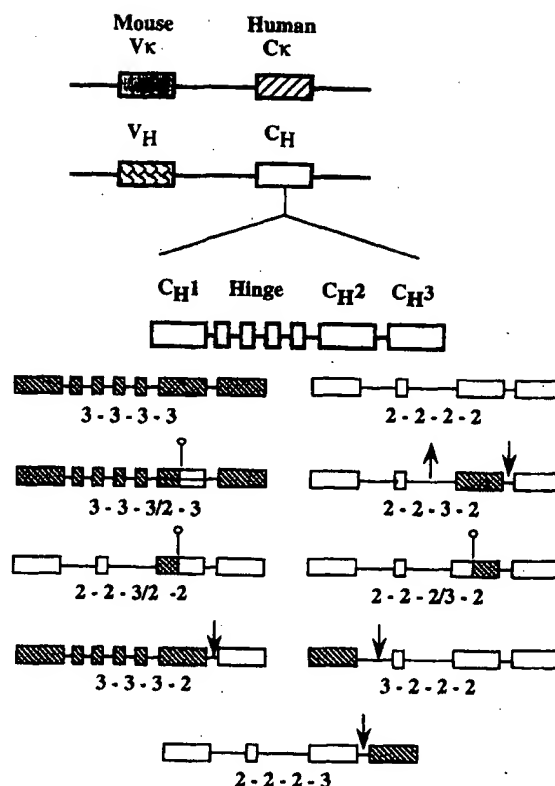 Mouse Human
Vκ Cκ
VH CH
CH1 Hinge CH2 CH3
3 - 3 - 3 - 3 2 - 2 - 2 - 2
3 - 3 - 3/2 - 3 2 - 2 - 3 - 2
2 - 2 - 3/2 -2 2 - 2 - 2/3 - 2
3 - 3 - 3 - 2 3 - 2 - 2 - 2
2 - 2 - 2 - 3